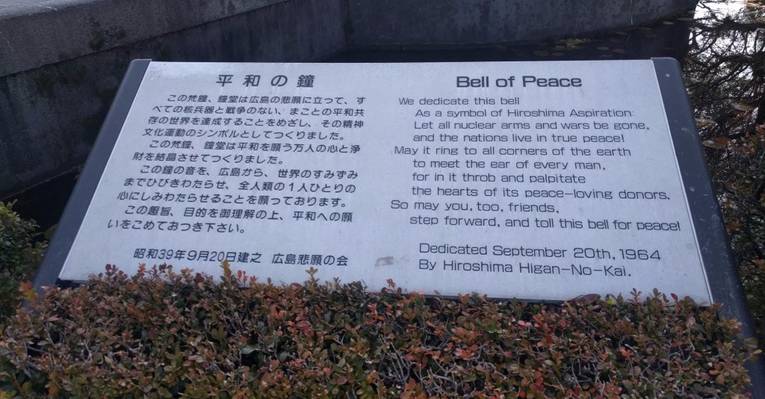 平和の鐘
この梵鐘、鐘堂は広島の悲願に立って、す
べての核兵器と戦争のない、まことの平和共
存の世界を達成することをめざし、その精神
文化運動のシンボルとしてつくりました。
この梵鐘、鐘堂は平和を願う万人の心と浄
財を結晶させてつくりました。
この鐘の音を、広島から、世界のすみずみ
までひびきわたらせ、全人類の1人ひとりの
心にしみわたらせることを願っております。
この趣旨、目的を御理解の上、平和への願
いをこめておつき下さい。
昭和39年9月20日建之 広島悲願の会
Bell of Peace
We dedicate this bell
As a symbol of Hiroshima Aspiration:
Let all nuclear arms and wars be gone,
and the nations live in true peace!
May it ring to all corners of the earth
to meet the ear of every man,
for in it throb and palpitate
the hearts of its peace-loving donors.
So may you, too, friends,
step forward, and toll this bell for peace!
Dedicated September 20th, 1964
By Hiroshima Higan-No-Kai.